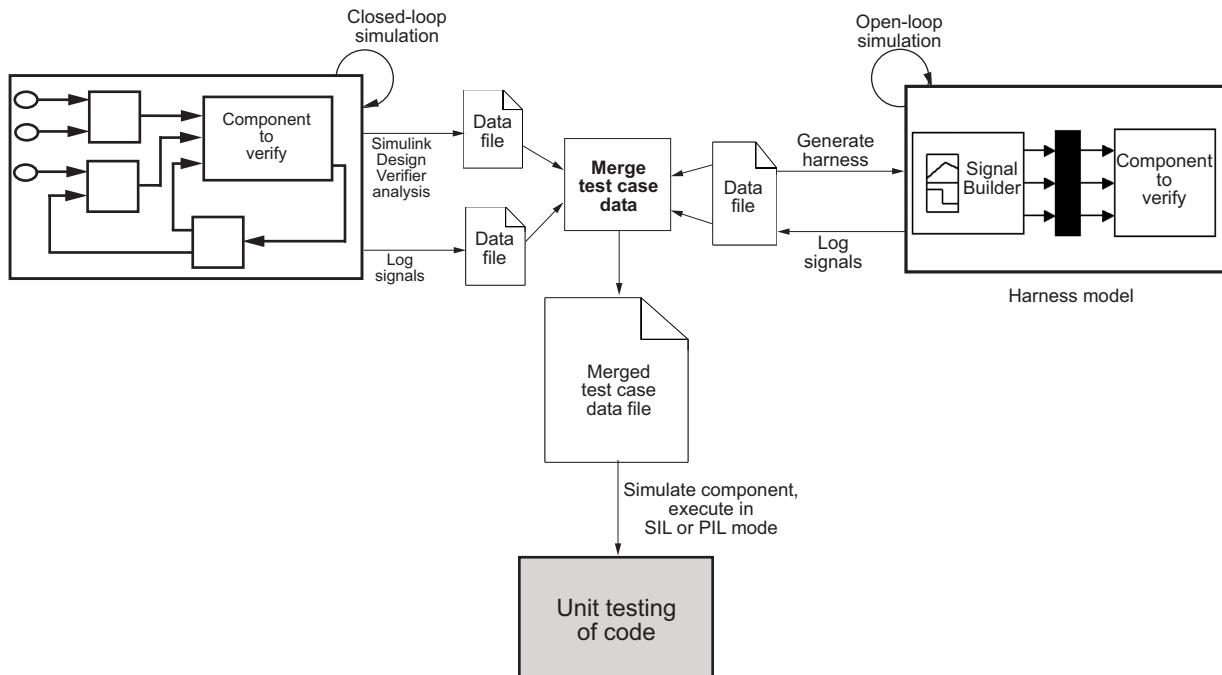 Closed-loop
simulation
Component
to
verify
Simulink
Design
Verifier
analysis
Log
signals
Data
file
Data
file
Merge
test case
data
Data
file
Generate
harness
Log
signals
Open-loop
simulation
Signal
Builder
Component
to
verify
Harness model
Merged
test case
data file
Simulate component,
execute in
SIL or PIL mode
Unit testing
of code